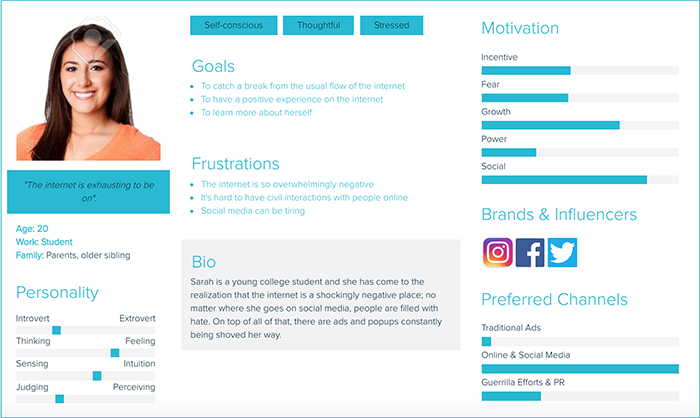 Self-conscious
Thoughtful
Stressed
"The internet is exhausting to be
on".
Age: 20
Work: Student
Family: Parents, older sibling
Personality
Introvert Extrovert
Thinking Feeling
Sensing Intuition
Judging Perceiving
Goals
To catch a break from the usual flow of the internet
To have a positive experience on the internet
To learn more about herself
Frustrations
The internet is so overwhelmingly negative
It's hard to have civil interactions with people online
Social media can be tiring
Bio
Sarah is a young college student and she has come to the
realization that the internet is a shockingly negative place; no
matter where she goes on social media, people are filled with
hate. On top of all of that, there are ads and popups constantly
being shoved her way.
Motivation
Incentive
Fear
Growth
Power
Social
Brands & Influencers
Preferred Channels
Traditional Ads
Online & Social Media
Guerrilla Efforts & PR